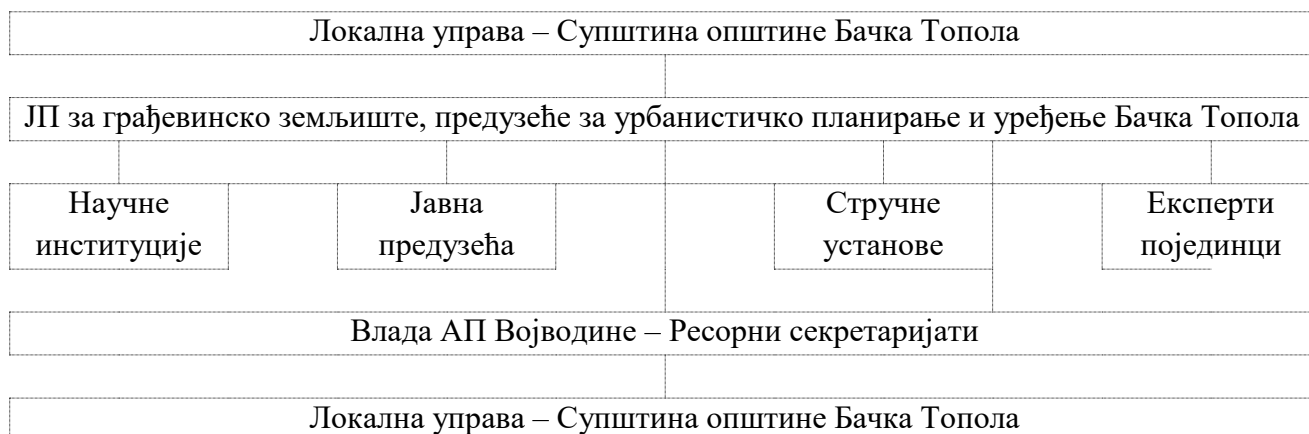 Локална управа – Супштина општине Бачка Топола
ЈП за грађевинско земљиште, предузеће за урбанистичко планирање и уређење Бачка Топола
Научне институције
Јавна предузећа
Стручне установе
Експерти појединци
Влада АП Војводине – Ресорни секретаријати
Локална управа – Супштина општине Бачка Топола